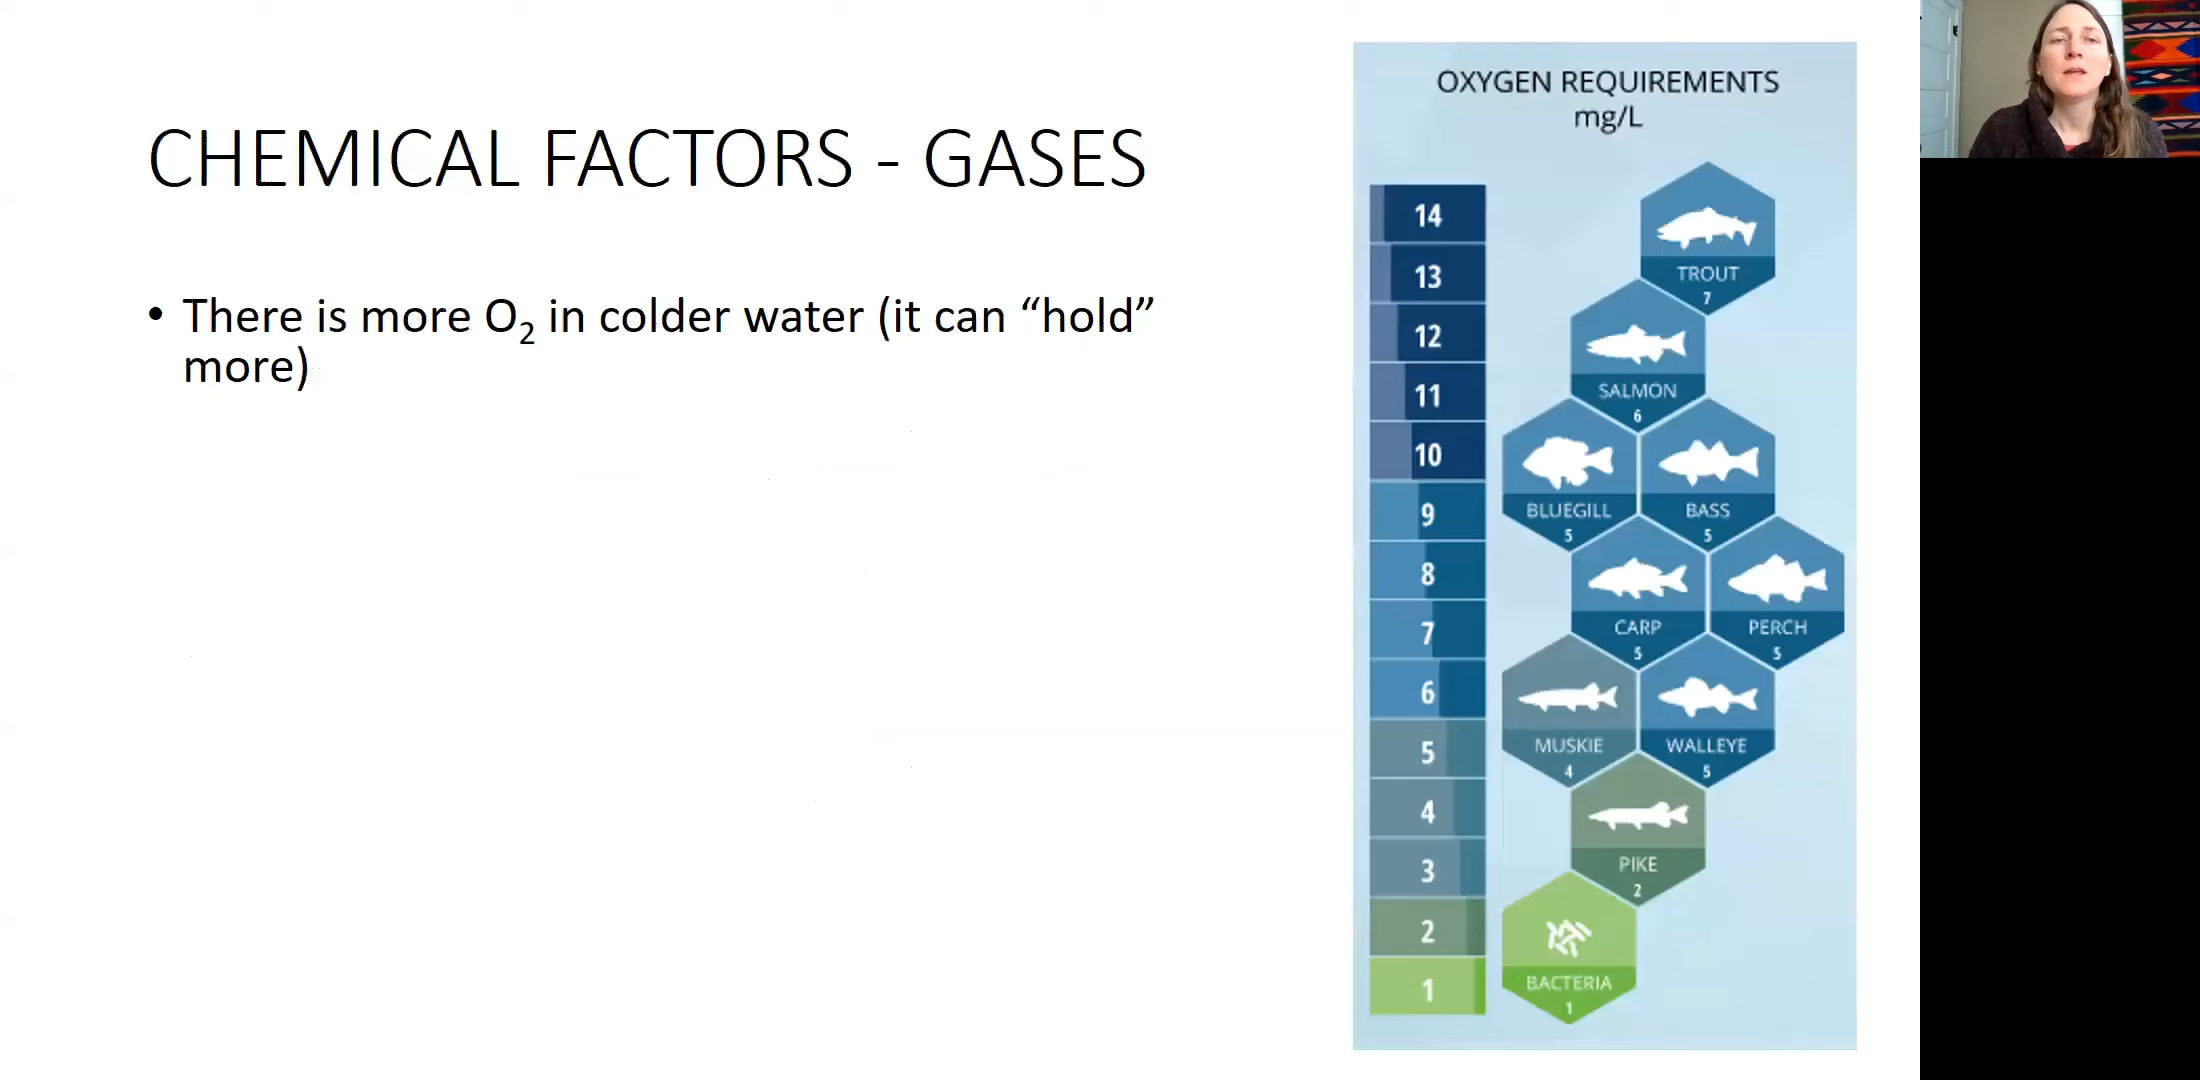 CHEMICAL FACTORS - GASES
• There is more O₂ in colder water (it can “hold”
more)
OXYGEN REQUIREMENTS
mg/L
14
13
12
11
10
9
8
7
6
5
4
3
2
1
TROUT
7
SALMON
6
BLUEGILL
5
BASS
5
CARP
5
PERCH
5
MUSKIE
4
WALLEYE
5
PIKE
2
BACTERIA
1